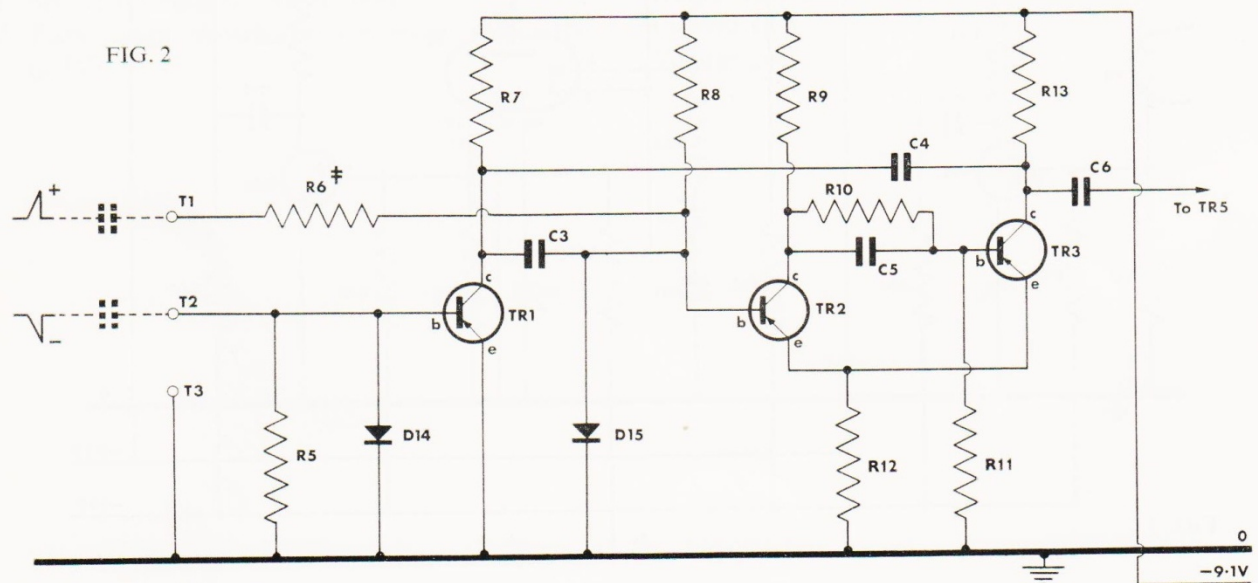 FIG. 2
R7
R8
R9
R13
C4
C6
+
T1
R6‡
R10
To TR5
C3
c
TR3
b
C5
e
T2
c
TR1
b
e
c
TR2
b
e
−
T3
R5
D14
D15
R12
R11
0
−9·1V